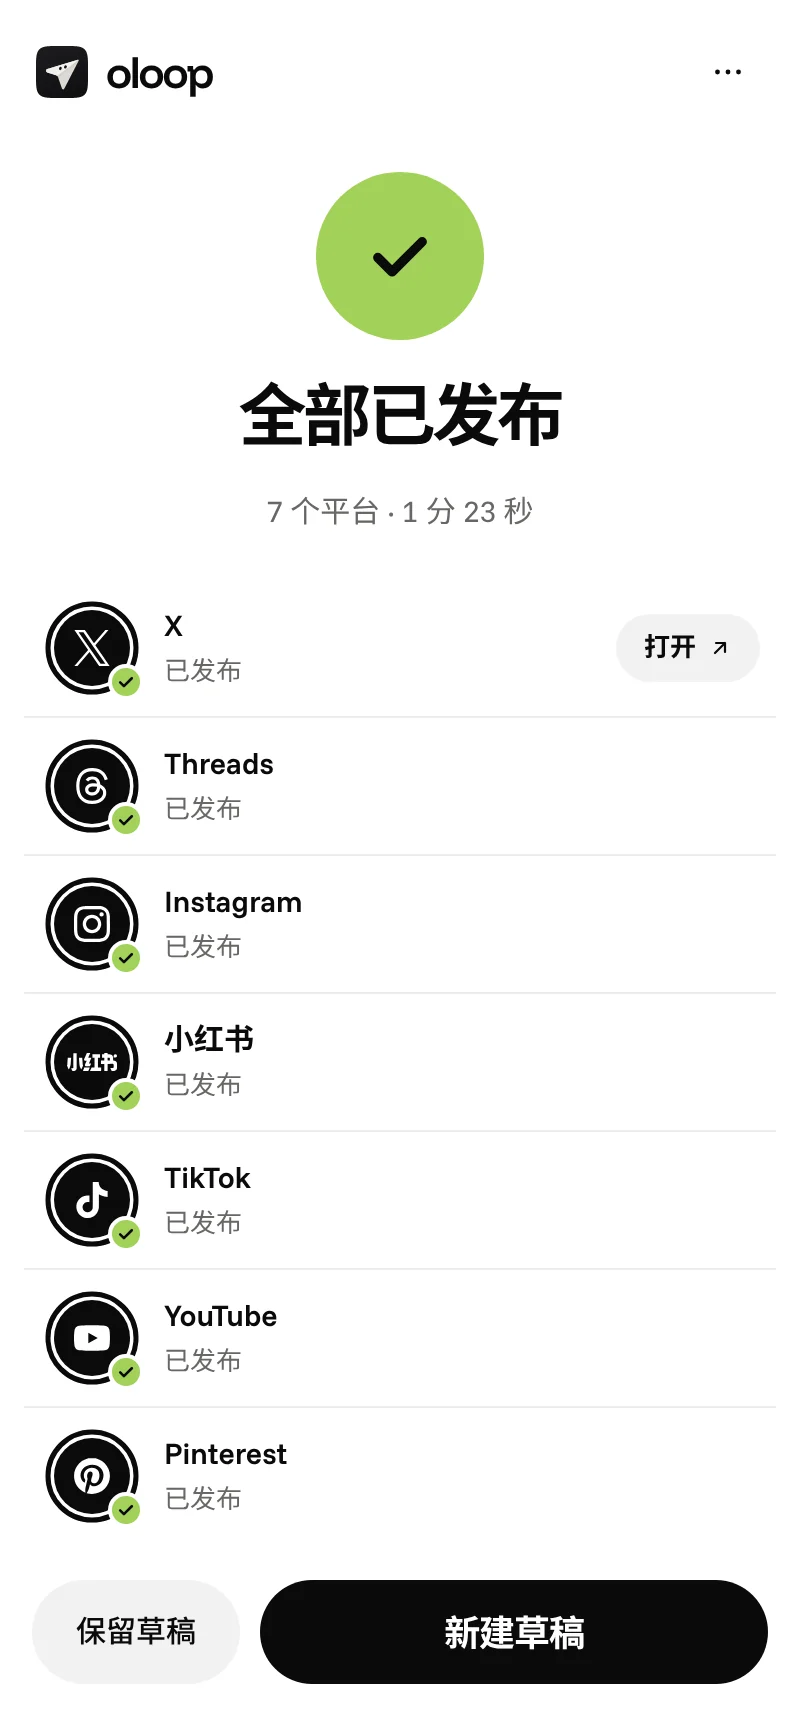 oloop
全部已发布
7 个平台 · 1 分 23 秒
X
已发布
打开
Threads
已发布
Instagram
已发布
小红书
小红书
已发布
TikTok
已发布
YouTube
已发布
Pinterest
已发布
保留草稿
新建草稿